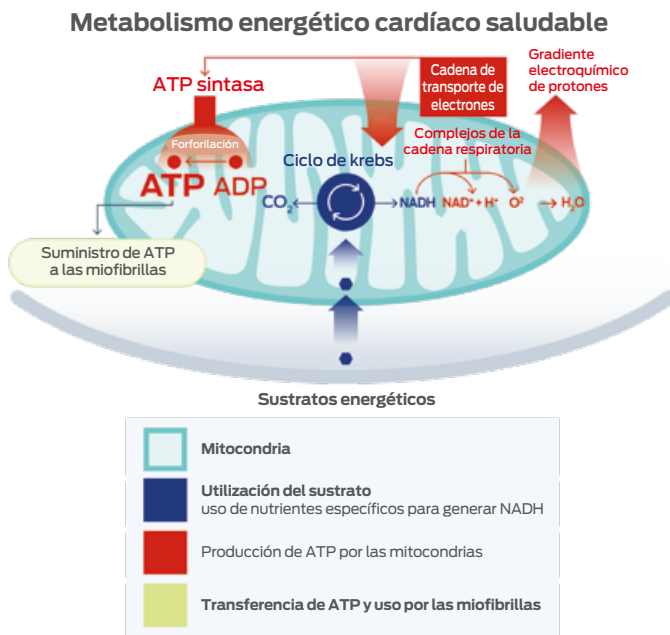 Metabolismo energético cardíaco saludable
Gradiente
electroquímico
de protones
Cadena de
transporte de
electrones
ATP sintasa
Complejos de la
cadena respiratoria
Forforilación
Ciclo de krebs
ATP ADP
CO₂
NADH NAD⁺ + H⁺ O² H₂O
Suministro de ATP
a las miofibrillas
Sustratos energéticos
Mitocondria
Utilización del sustrato
uso de nutrientes específicos para generar NADH
Producción de ATP por las mitocondrias
Transferencia de ATP y uso por las miofibrillas